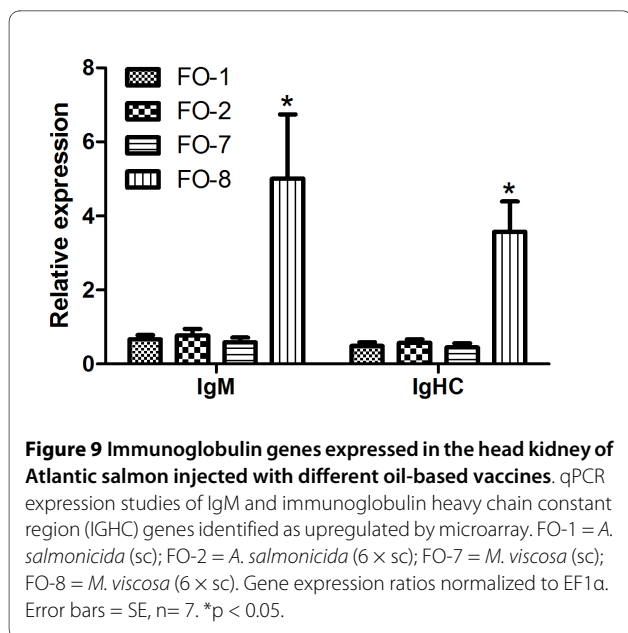 8
6
4
2
0
Relative expression
FO-1
FO-2
FO-7
FO-8
*
*
IgM
IgHC
Figure 9 Immunoglobulin genes expressed in the head kidney of
Atlantic salmon injected with different oil-based vaccines. qPCR
expression studies of IgM and immunoglobulin heavy chain constant
region (IGHC) genes identified as upregulated by microarray. FO-1 = A.
salmonicida (sc); FO-2 = A. salmonicida (6 × sc); FO-7 = M. viscosa (sc);
FO-8 = M. viscosa (6 × sc). Gene expression ratios normalized to EF1α.
Error bars = SE, n= 7. *p < 0.05.